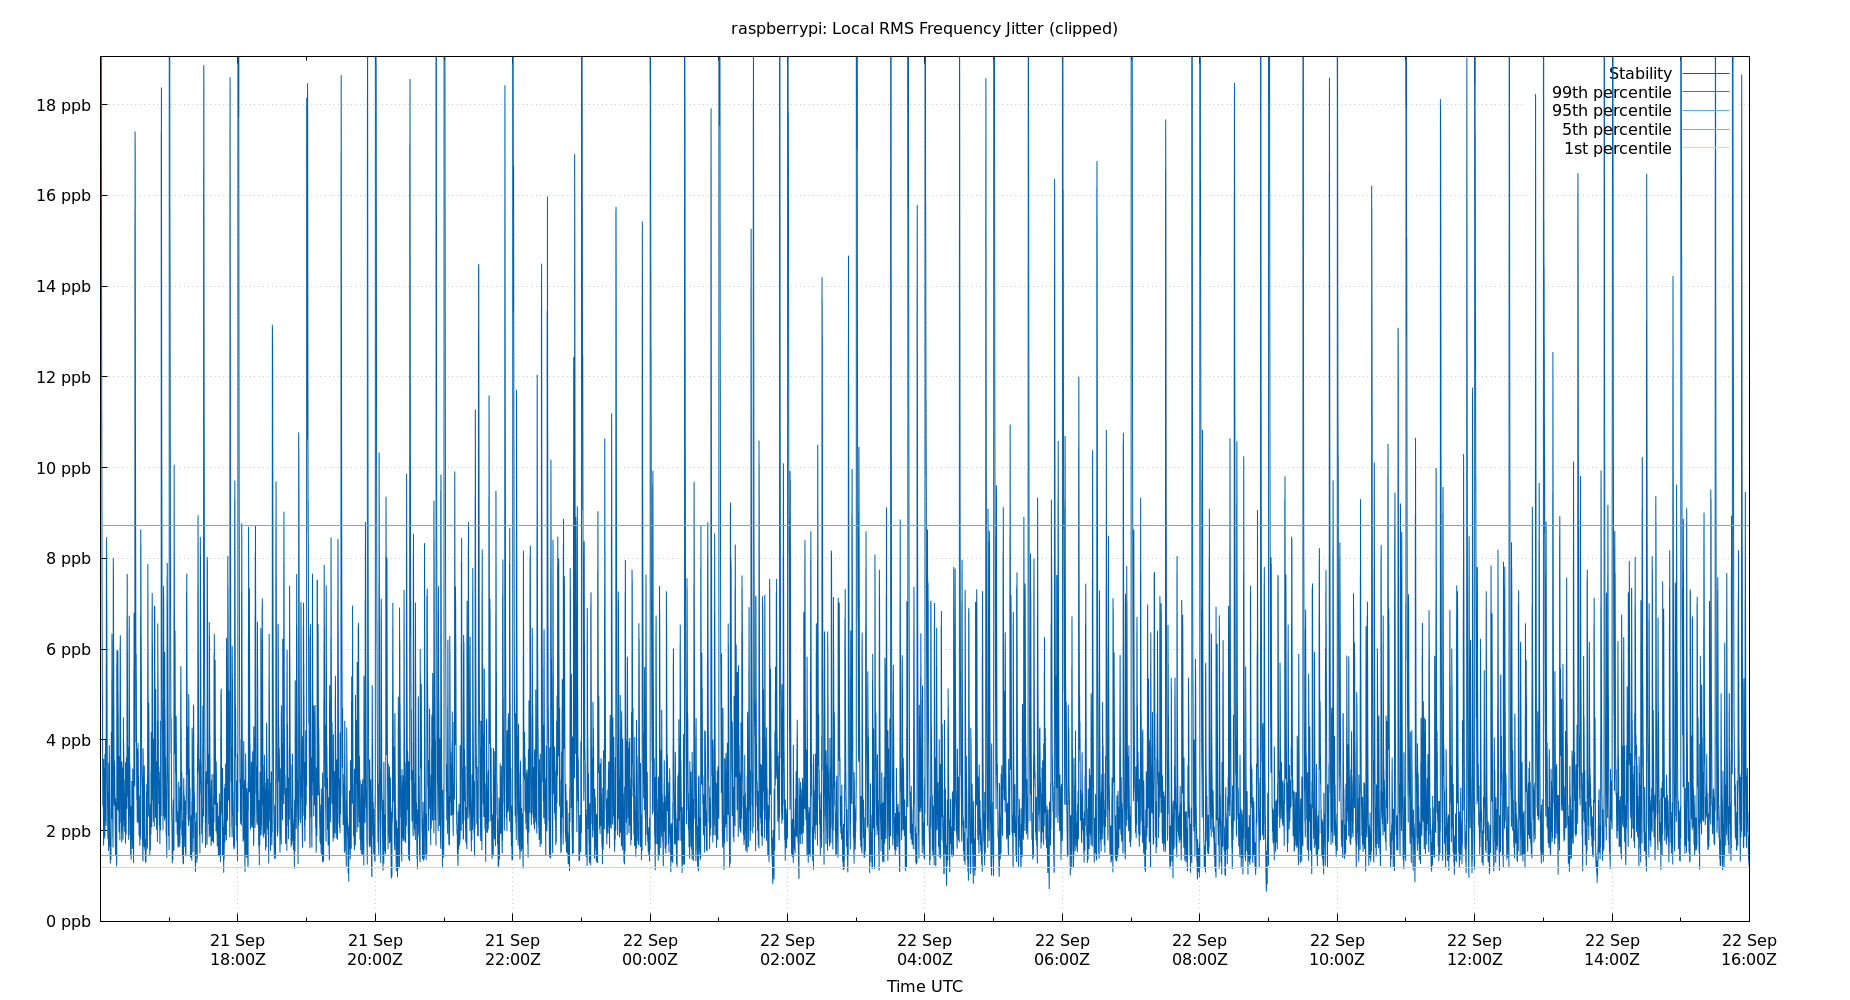 raspberrypi: Local RMS Frequency Jitter (clipped)
Stability
99th percentile
95th percentile
5th percentile
1st percentile
18 ppb
16 ppb
14 ppb
12 ppb
10 ppb
8 ppb
6 ppb
4 ppb
2 ppb
0 ppb
21 Sep 21 Sep 21 Sep 22 Sep 22 Sep 22 Sep 22 Sep 22 Sep 22 Sep 22 Sep 22 Sep 22 Sep
18:00Z 20:00Z 22:00Z 00:00Z 02:00Z 04:00Z 06:00Z 08:00Z 10:00Z 12:00Z 14:00Z 16:00Z
Time UTC